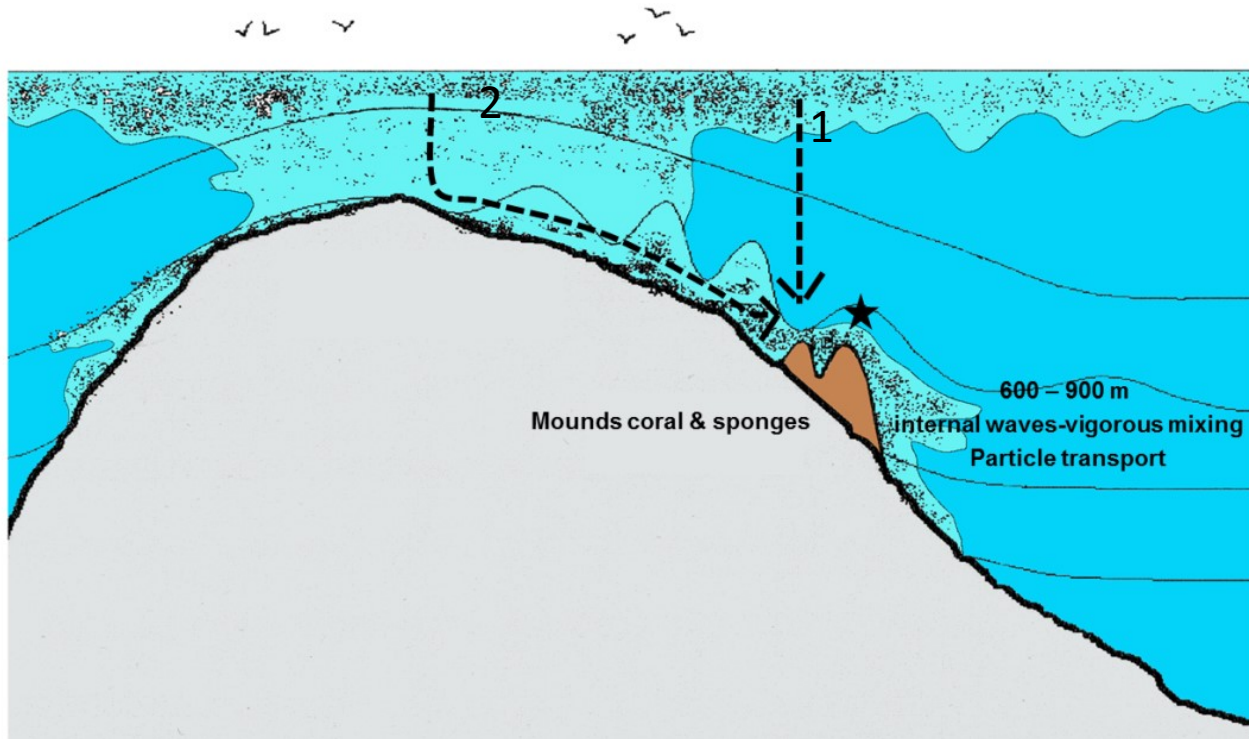 2
1
Mounds coral & sponges
600 – 900 m
internal waves-vigorous mixing
Particle transport